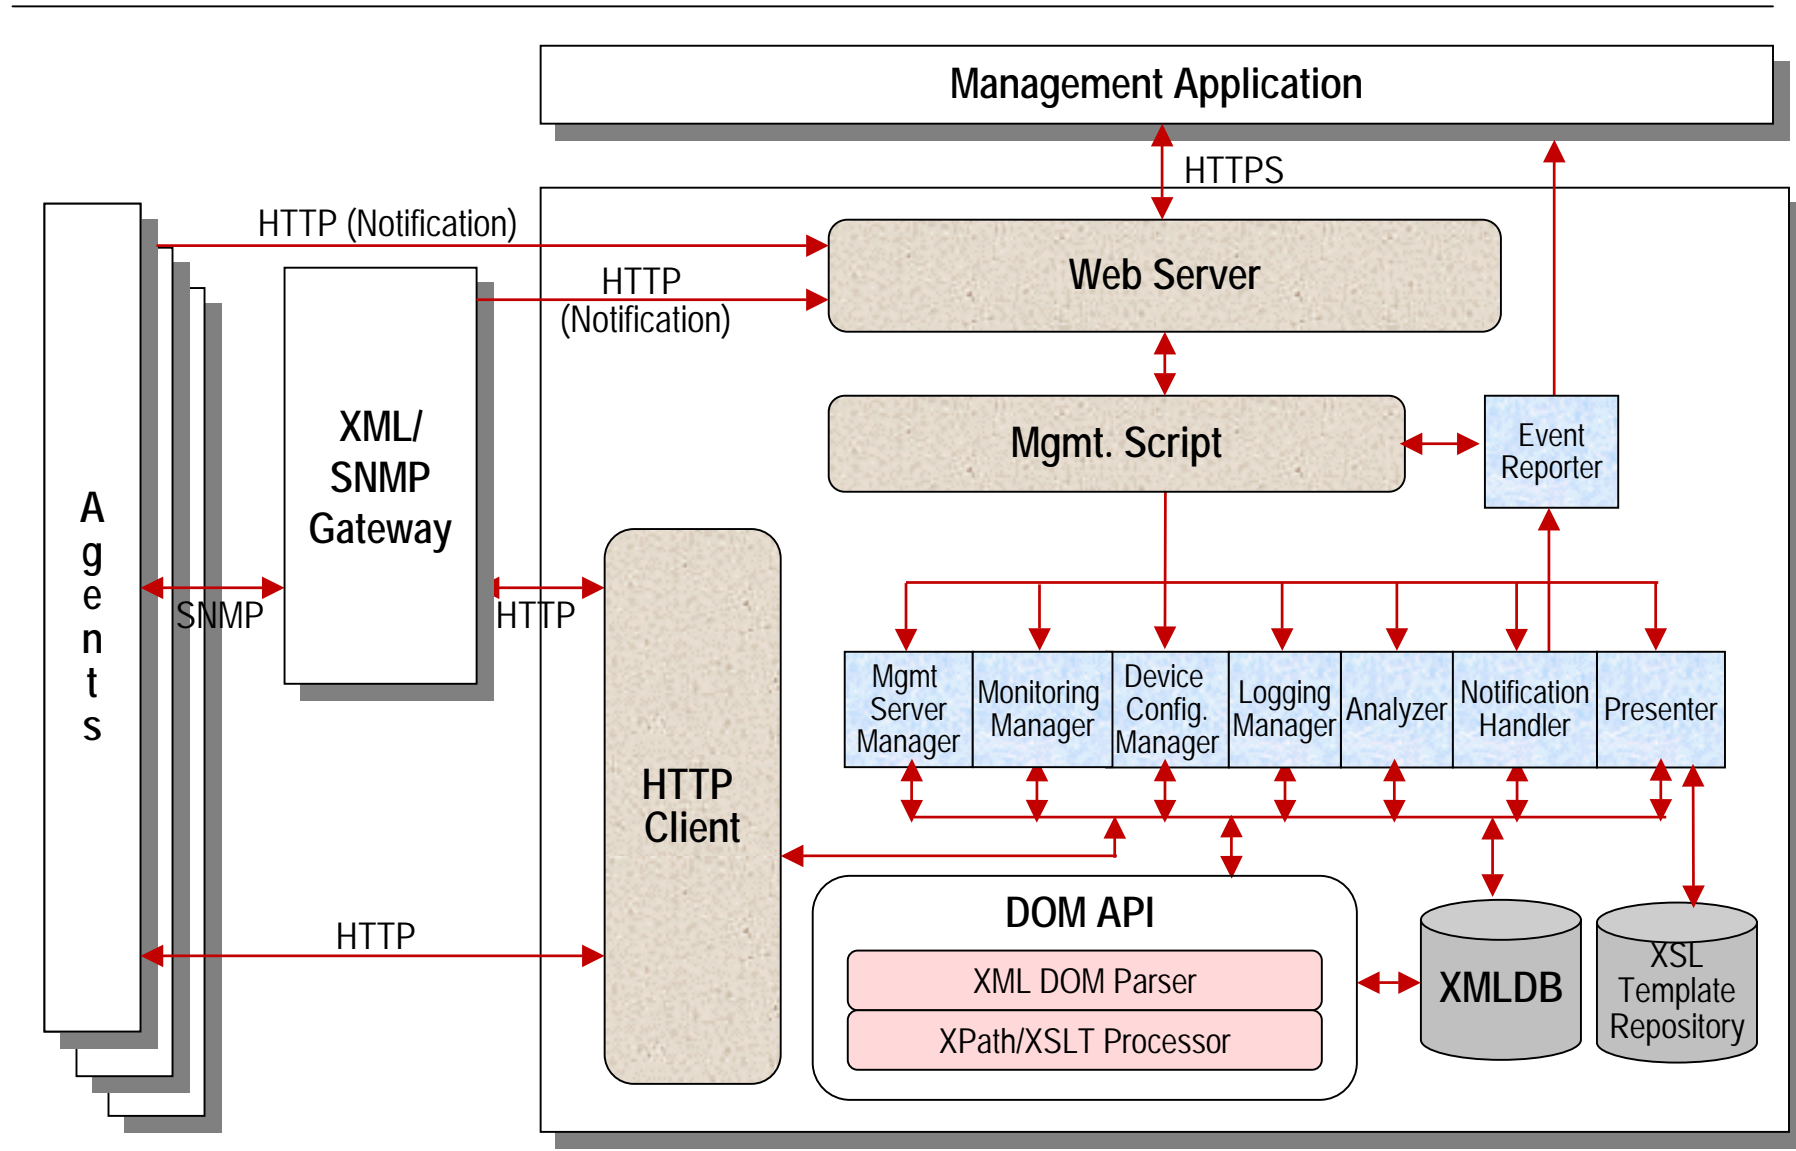 Management Application
HTTPS
HTTP (Notification)
Web Server
HTTP
(Notification)
XML/
SNMP
Gateway
Mgmt. Script
Event
Reporter
Agents
SNMP
HTTP
Mgmt
Server
Manager
Monitoring
Manager
Device
Config.
Manager
Logging
Manager
Analyzer
Notification
Handler
Presenter
HTTP
Client
HTTP
DOM API
XML DOM Parser
XPath/XSLT Processor
XMLDB
XSL
Template
Repository